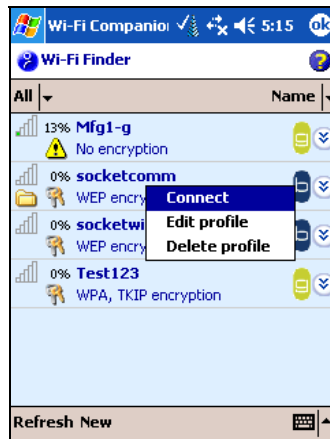 Wi-Fi Companio 5:15 ok
Wi-Fi Finder ?
All Name
13% Mfg1-g g
No encryption
0% socketcomm b
WEP encry Connect
0% socketwi Edit profile b
WEP encry Delete profile
0% Test123 g
WPA, TKIP encryption
Refresh New